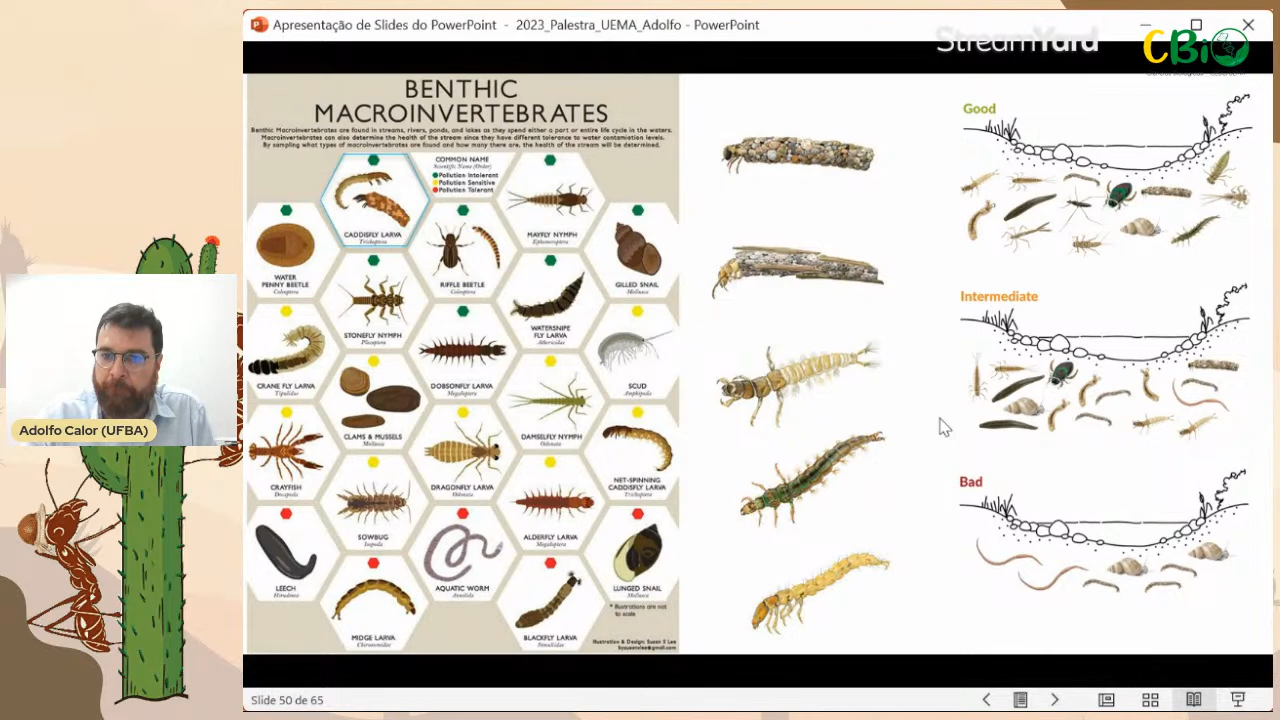 Apresentação de Slides do PowerPoint - 2023_Palestra_UEMA_Adolfo - PowerPoint
StreamYard
CBiO
BENTHIC
MACROINVERTEBRATES
Benthic Macroinvertebrates are found in streams, rivers, ponds, and lakes as they spend either a part or entire life cycle in the waters.
Macroinvertebrates can also determine the health of the stream since they have different tolerance to water contamination levels.
By sampling what types of macroinvertebrates are found and how many there are, the health of the stream will be determined.
COMMON NAME
Scientific Name (Order)
Pollution Intolerant
Pollution Sensitive
Pollution Tolerant
CADDISFLY LARVA
Trichoptera
MAYFLY NYMPH
Ephemeroptera
WATER
PENNY BEETLE
Coleoptera
RIFFLE BEETLE
Coleoptera
GILLED SNAIL
Mollusca
STONEFLY NYMPH
Plecoptera
WATERSNIPE
FLY LARVA
Athericidae
CRANE FLY LARVA
Tipulidae
DOBSONFLY LARVA
Megaloptera
SCUD
Amphipoda
CLAMS & MUSSELS
Mollusca
DAMSELFLY NYMPH
Odonata
CRAYFISH
Decapoda
DRAGONFLY LARVA
Odonata
NET-SPINNING
CADDISFLY LARVA
Trichoptera
SOWBUG
Isopoda
ALDERFLY LARVA
Megaloptera
LEECH
Hirudinea
AQUATIC WORM
Annelida
LUNGED SNAIL
Mollusca
MIDGE LARVA
Chironomidae
BLACKFLY LARVA
Simuliidae
* Illustrations are not
to scale
Illustration & Design: Susan S Lee
bysusanslee@gmail.com
Good
Intermediate
Bad
Adolfo Calor (UFBA)
Slide 50 de 65